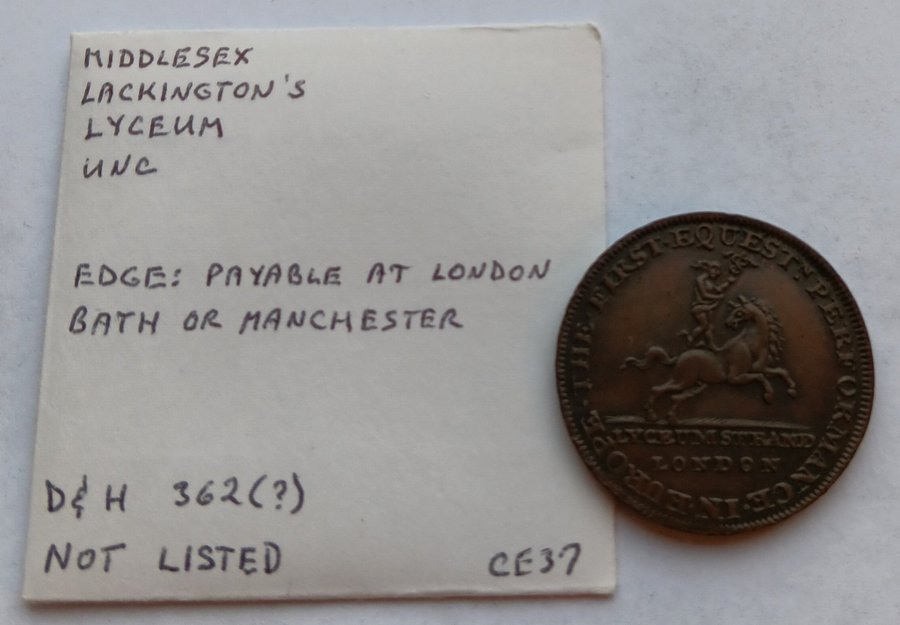 MIDDLESEX
LACKINGTON'S
LYCEUM
UNC
EDGE: PAYABLE AT LONDON
BATH OR MANCHESTER
D & H 362(?)
NOT LISTED CE37
THE·FIRST·EQUEST·N·PERFORMANCE·IN·EUROPE·
LYCEUM STRAND
LONDON